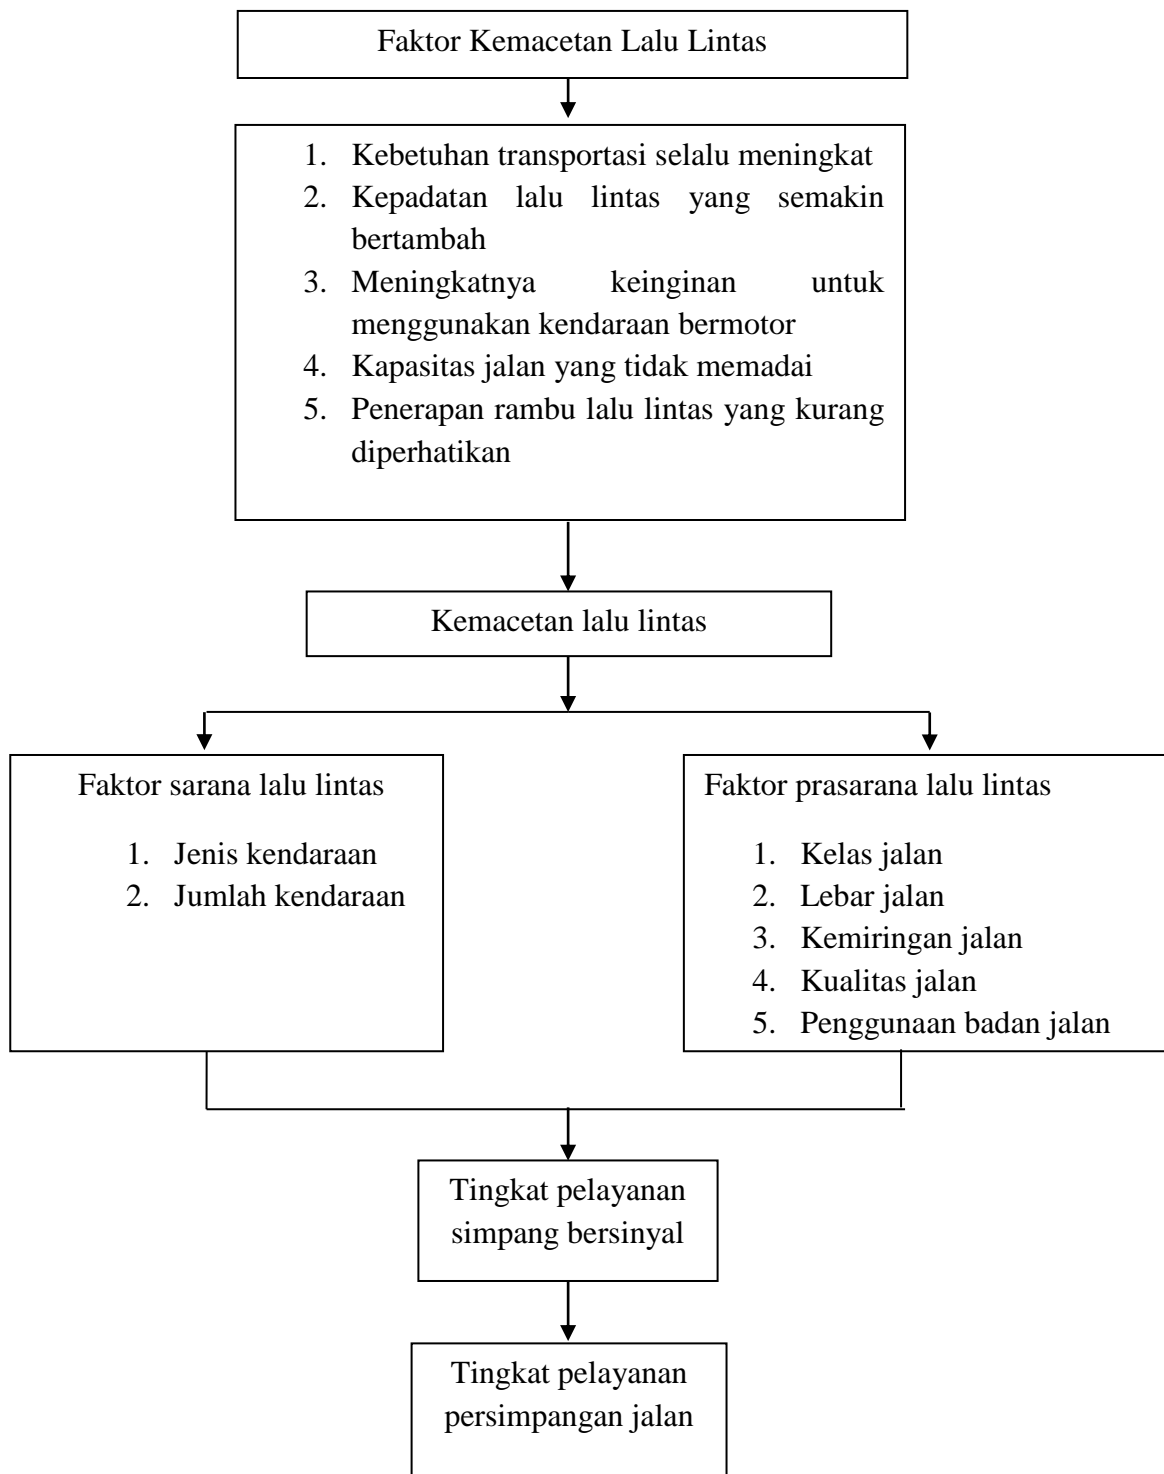 Faktor Kemacetan Lalu Lintas
1. Kebetuhan transportasi selalu meningkat
2. Kepadatan lalu lintas yang semakin
bertambah
3. Meningkatnya keinginan untuk
menggunakan kendaraan bermotor
4. Kapasitas jalan yang tidak memadai
5. Penerapan rambu lalu lintas yang kurang
diperhatikan
Kemacetan lalu lintas
Faktor sarana lalu lintas
1. Jenis kendaraan
2. Jumlah kendaraan
Faktor prasarana lalu lintas
1. Kelas jalan
2. Lebar jalan
3. Kemiringan jalan
4. Kualitas jalan
5. Penggunaan badan jalan
Tingkat pelayanan
simpang bersinyal
Tingkat pelayanan
persimpangan jalan